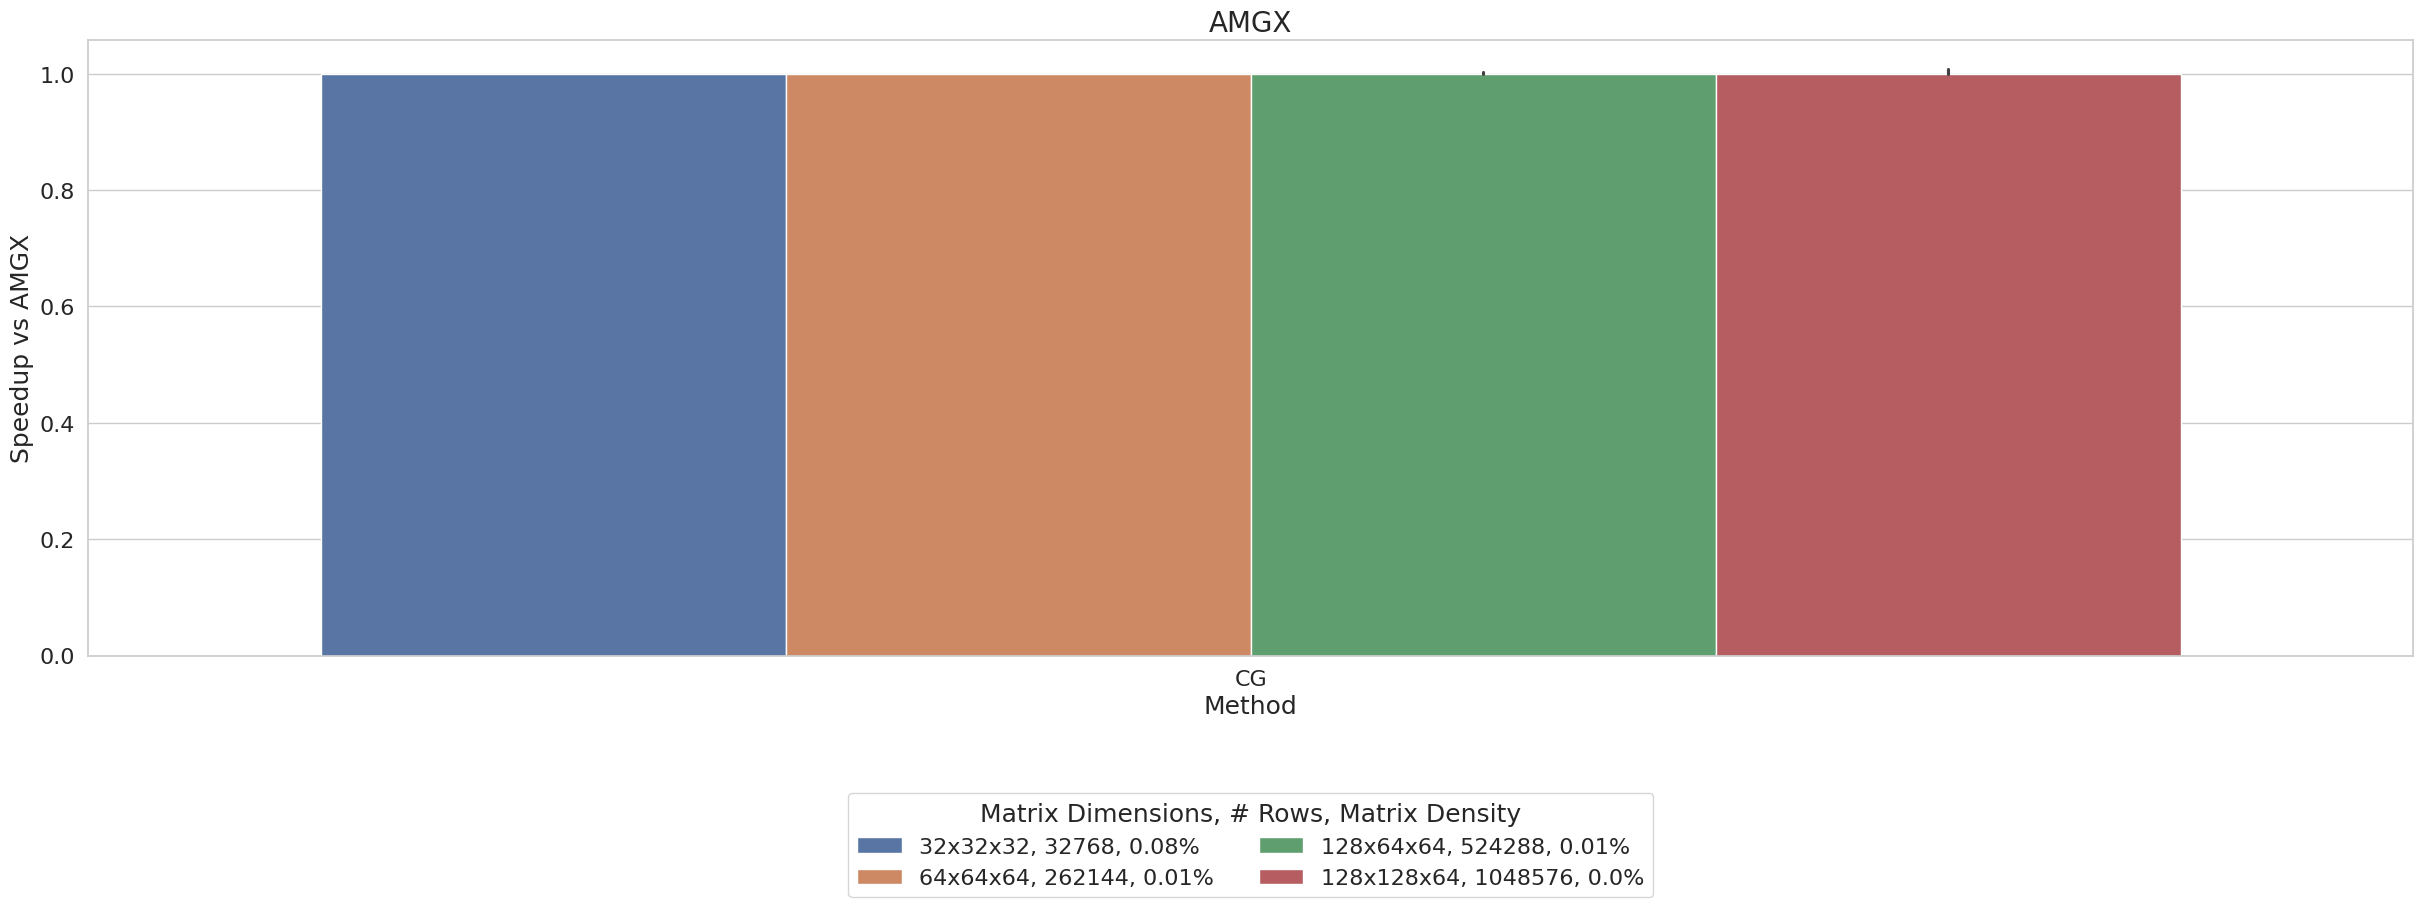 AMGX
Speedup vs AMGX
1.0
0.8
0.6
0.4
0.2
0.0
CG
Method
Matrix Dimensions, # Rows, Matrix Density
32x32x32, 32768, 0.08%
64x64x64, 262144, 0.01%
128x64x64, 524288, 0.01%
128x128x64, 1048576, 0.0%